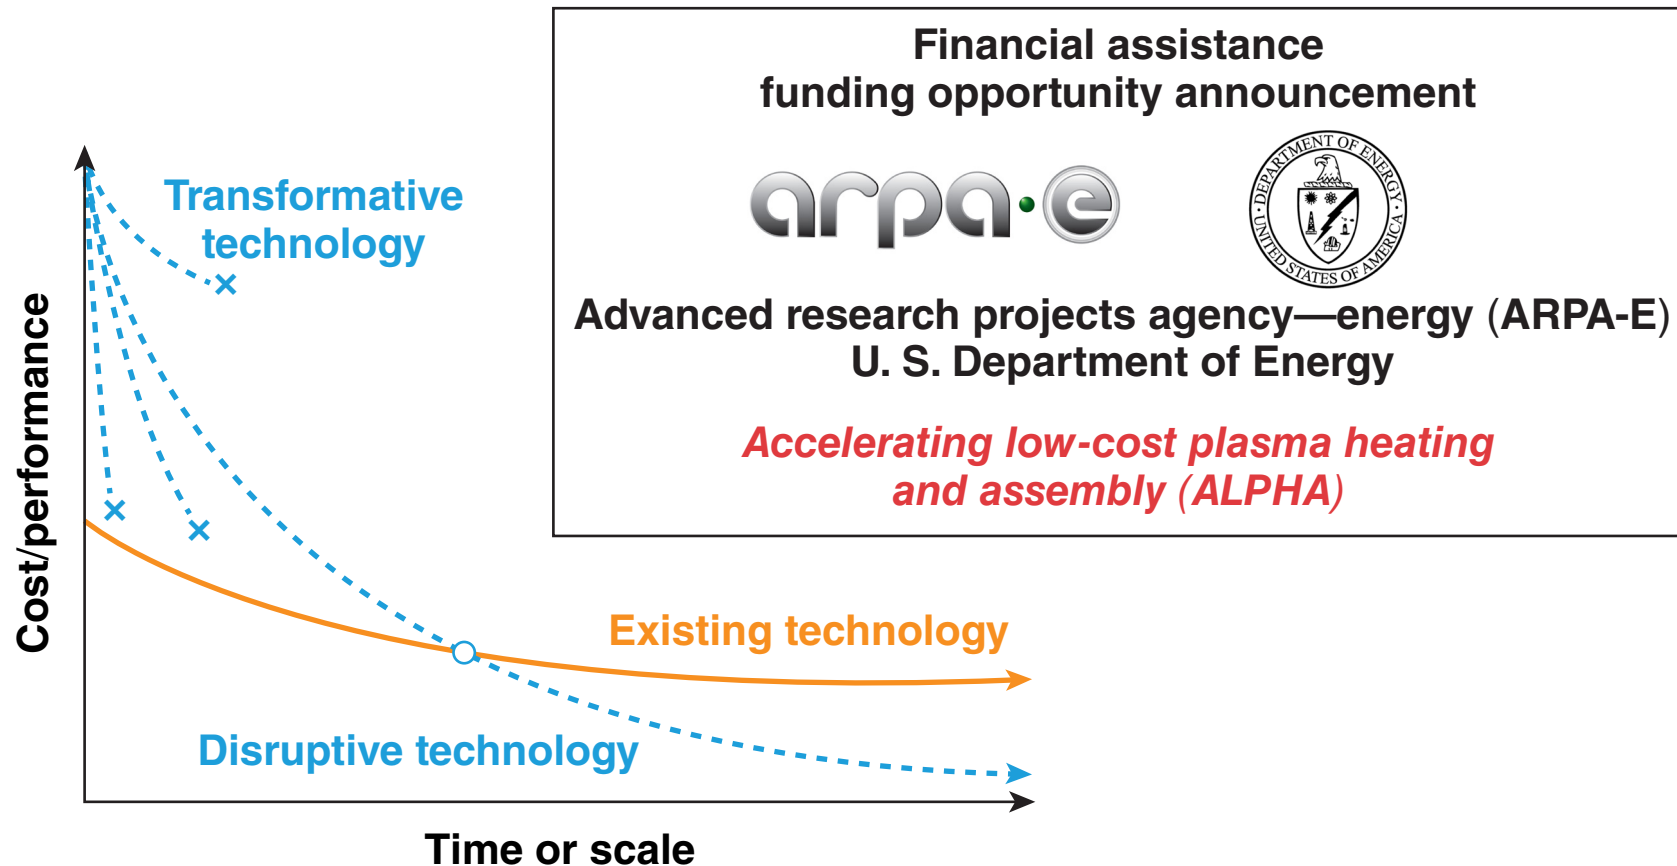 Financial assistance
funding opportunity announcement
arpa·e
DEPARTMENT OF ENERGY
UNITED STATES OF AMERICA
Advanced research projects agency—energy (ARPA-E)
U. S. Department of Energy
Accelerating low-cost plasma heating
and assembly (ALPHA)
Transformative
technology
Cost/performance
Existing technology
Disruptive technology
Time or scale